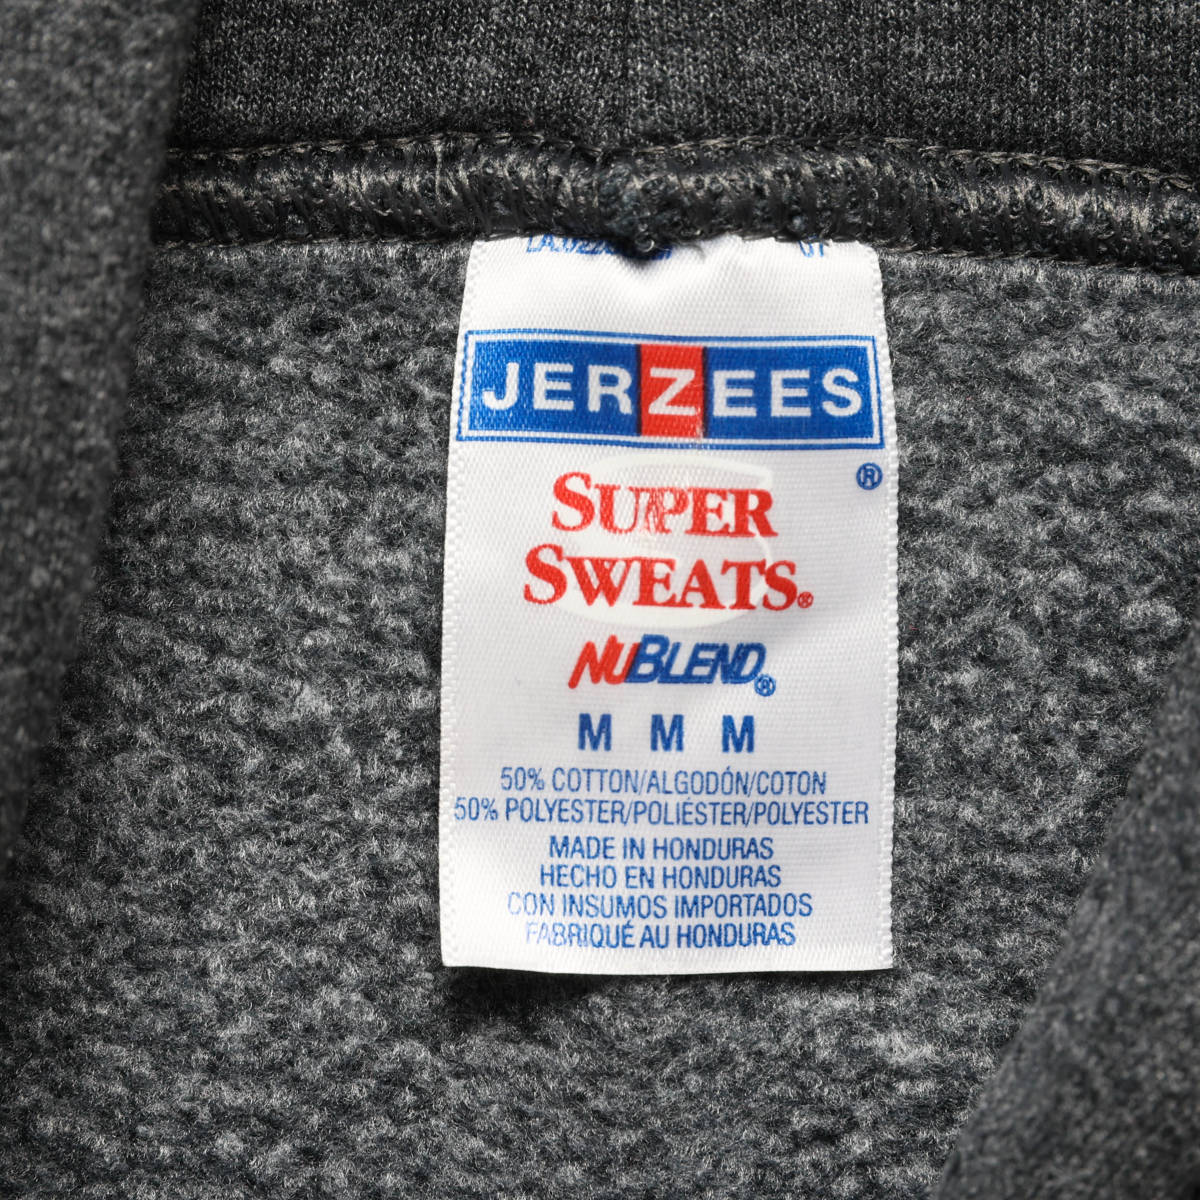 JERZEES
®
SUPER
SWEATS®
NUBLEND®
M M M
50% COTTON/ALGODÓN/COTON
50% POLYESTER/POLIÉSTER/POLYESTER
MADE IN HONDURAS
HECHO EN HONDURAS
CON INSUMOS IMPORTADOS
FABRIQUÉ AU HONDURAS